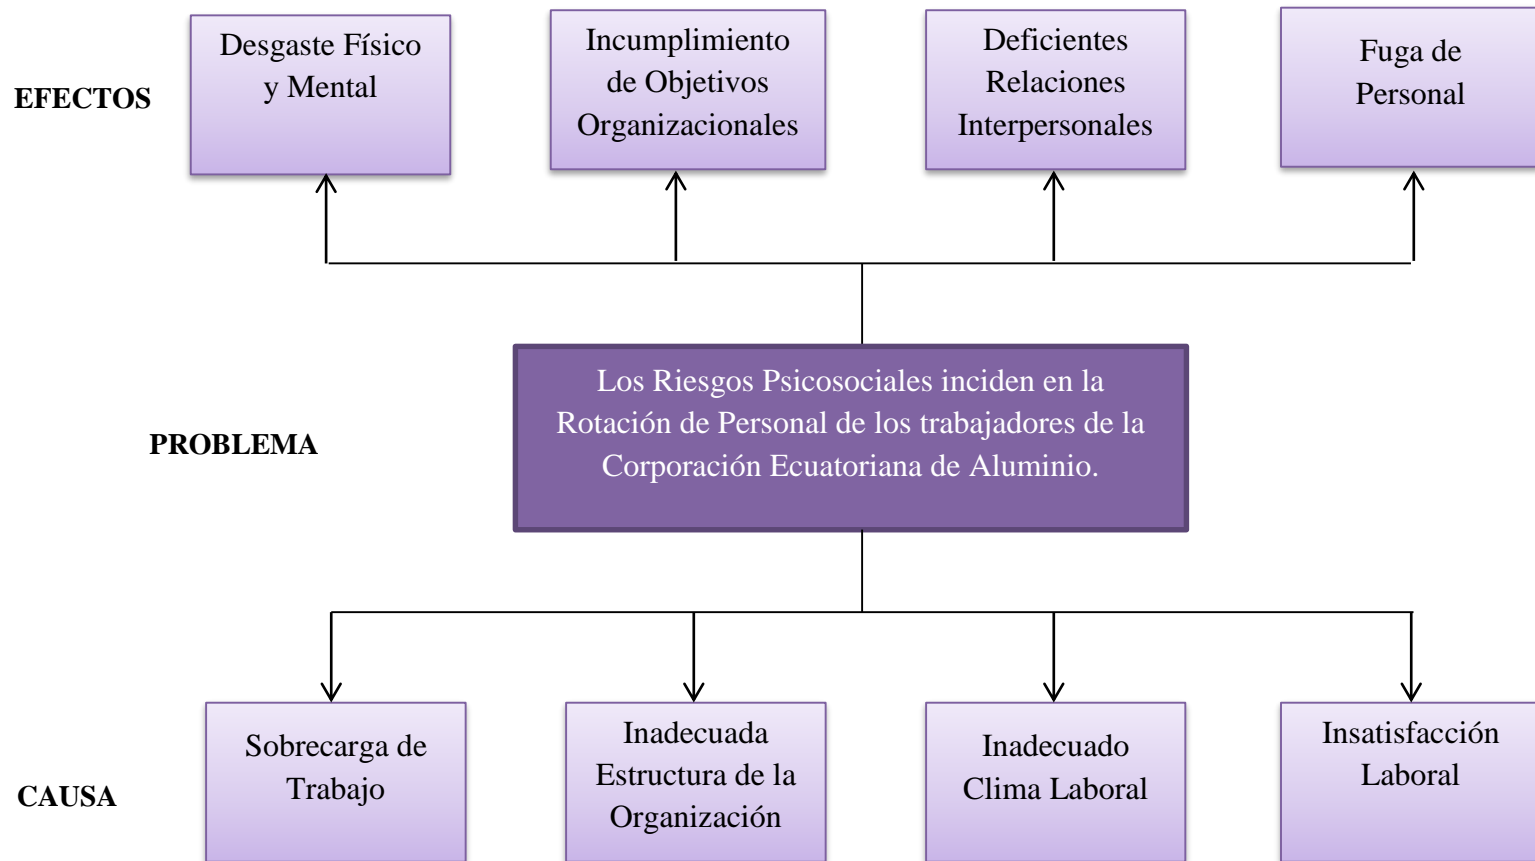 EFECTOS
Desgaste Físico
y Mental
Incumplimiento
de Objetivos
Organizacionales
Deficientes
Relaciones
Interpersonales
Fuga de
Personal
PROBLEMA
Los Riesgos Psicosociales inciden en la
Rotación de Personal de los trabajadores de la
Corporación Ecuatoriana de Aluminio.
CAUSA
Sobrecarga de
Trabajo
Inadecuada
Estructura de la
Organización
Inadecuado
Clima Laboral
Insatisfacción
Laboral